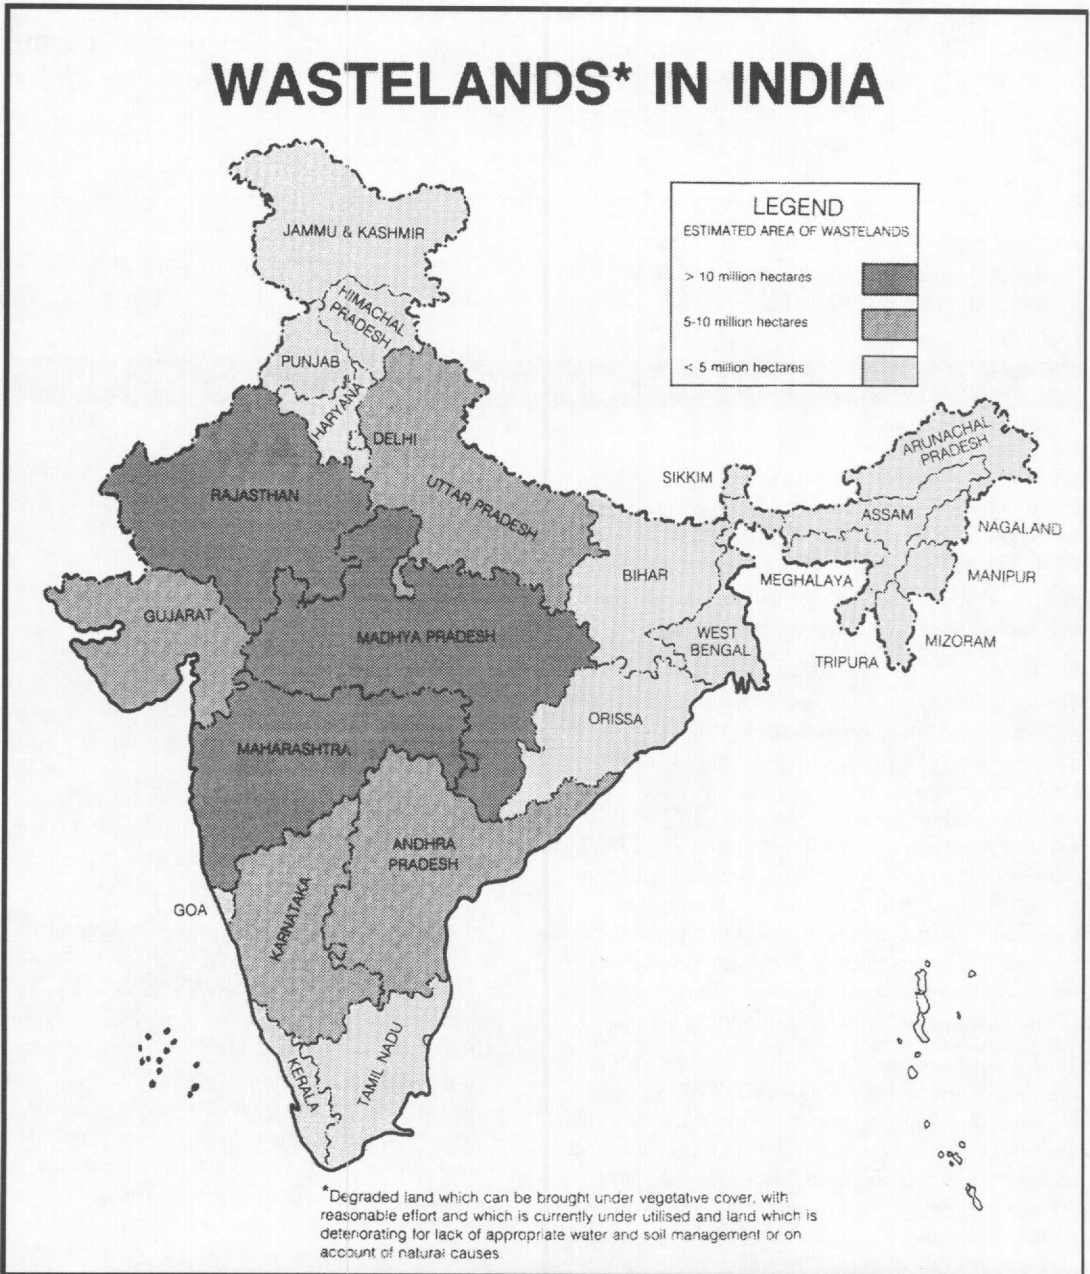 WASTELANDS* IN INDIA
LEGEND
ESTIMATED AREA OF WASTELANDS
> 10 million hectares
5-10 million hectares
< 5 million hectares
JAMMU & KASHMIR
HIMACHAL
PRADESH
PUNJAB
HARYANA
DELHI
RAJASTHAN
UTTAR PRADESH
SIKKIM
ARUNACHAL
PRADESH
ASSAM
NAGALAND
BIHAR
MEGHALAYA
MANIPUR
GUJARAT
MADHYA PRADESH
WEST
BENGAL
TRIPURA
MIZORAM
ORISSA
MAHARASHTRA
ANDHRA
PRADESH
GOA
KARNATAKA
KERALA
TAMIL NADU
*Degraded land which can be brought under vegetative cover, with
reasonable effort and which is currently under utilised and land which is
deteriorating for lack of appropriate water and soil management or on
account of natural causes